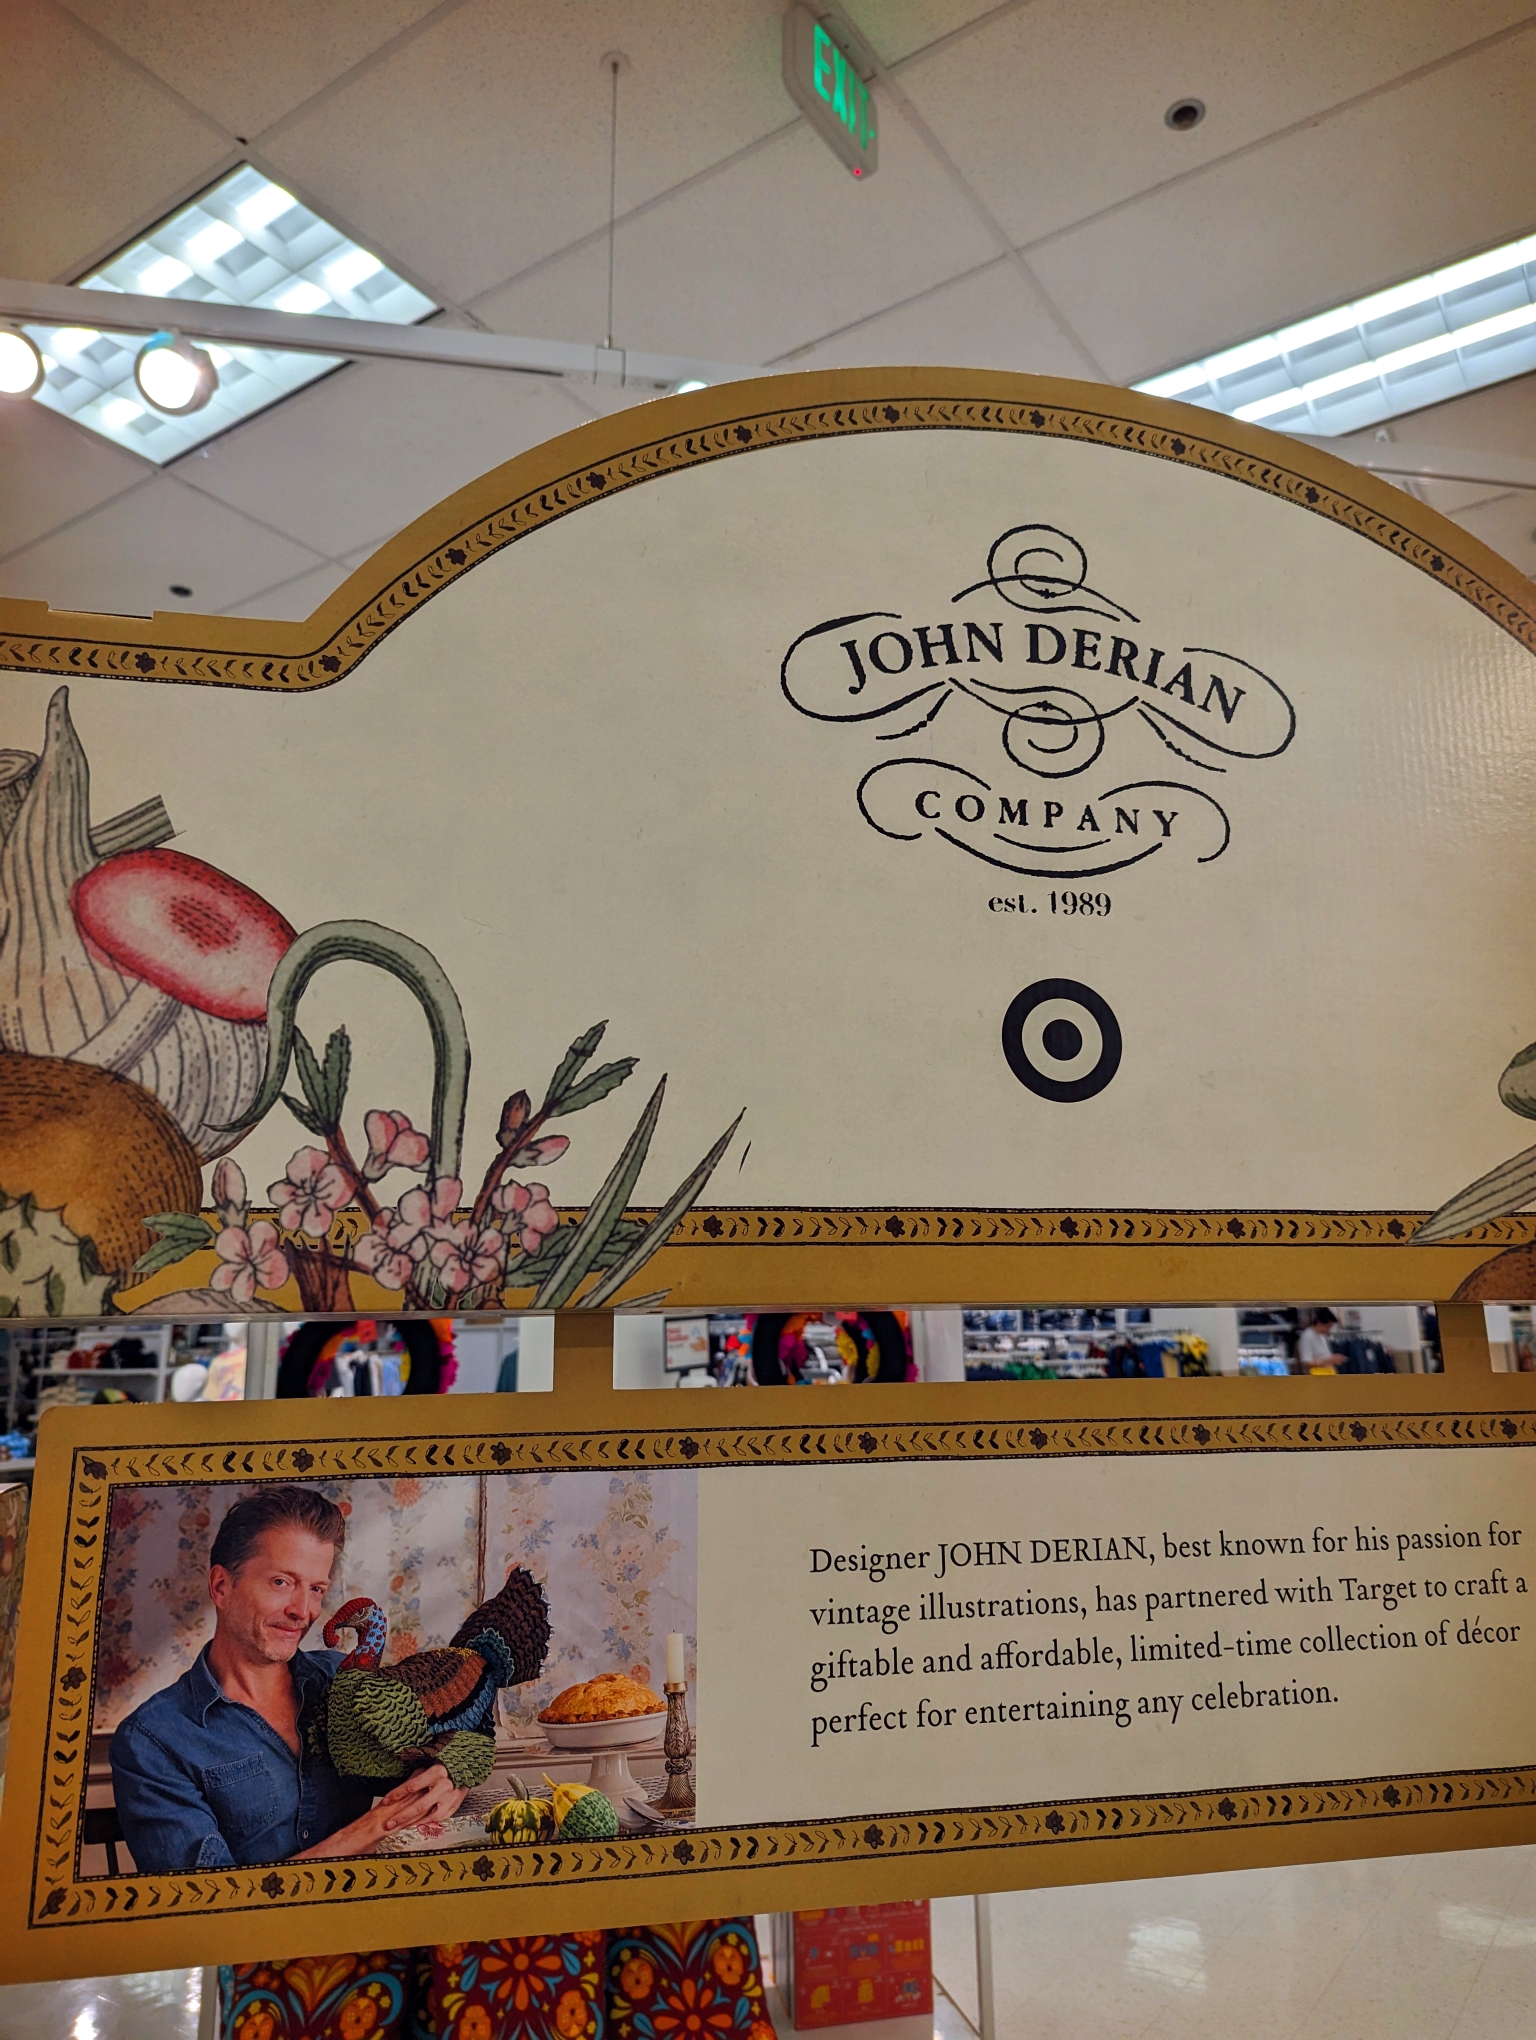 EXIT
JOHN DERIAN
COMPANY
est. 1989
Designer JOHN DERIAN, best known for his passion for
vintage illustrations, has partnered with Target to craft a
giftable and affordable, limited-time collection of décor
perfect for entertaining any celebration.